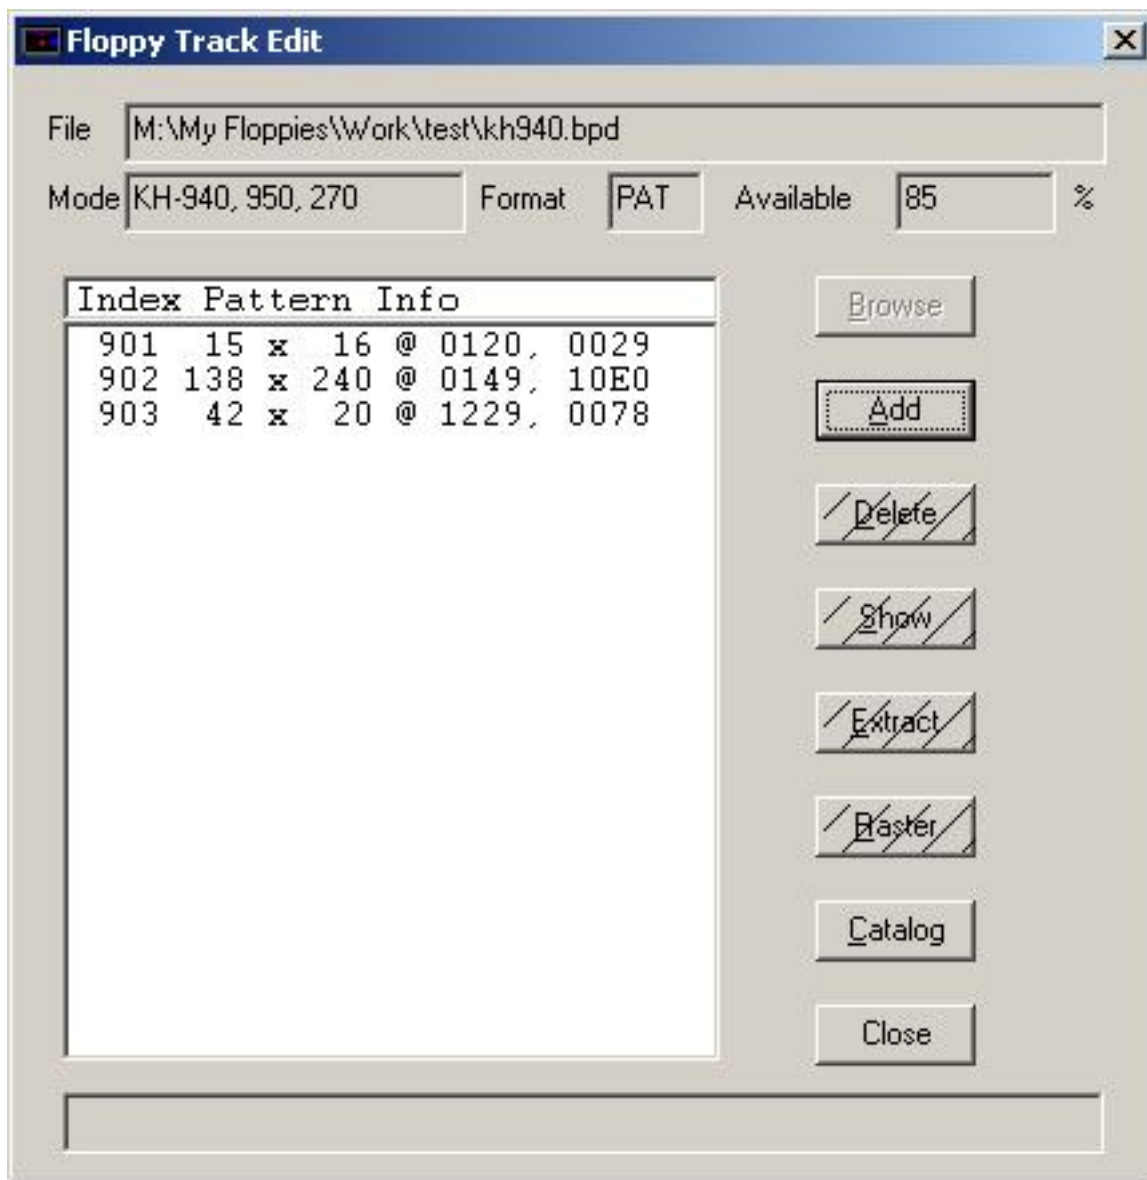 Floppy Track Edit
File M:\My Floppies\Work\test\kh940.bpd
Mode KH-940, 950, 270 Format PAT Available 85 %
Index Pattern Info
901 15 x 16 @ 0120, 0029
902 138 x 240 @ 0149, 10E0
903 42 x 20 @ 1229, 0078
Browse
Add
Delete
Show
Extract
Raster
Catalog
Close